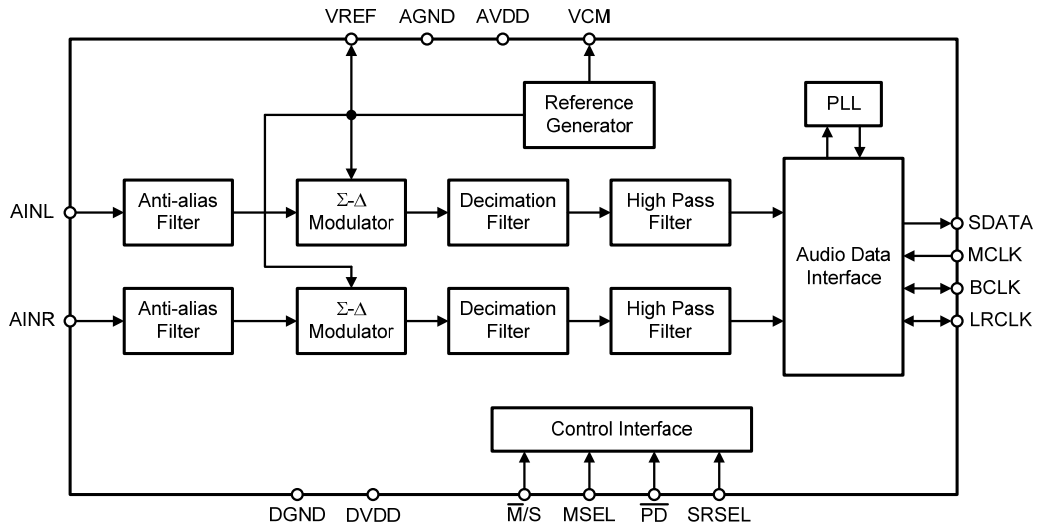 VREF AGND AVDD VCM
Reference
Generator
PLL
AINL
Anti-alias
Filter
Σ-Δ
Modulator
Decimation
Filter
High Pass
Filter
Audio Data
Interface
SDATA
MCLK
BCLK
LRCLK
AINR
Anti-alias
Filter
Σ-Δ
Modulator
Decimation
Filter
High Pass
Filter
Control Interface
DGND DVDD M̅/S MSEL P̅D̅ SRSEL